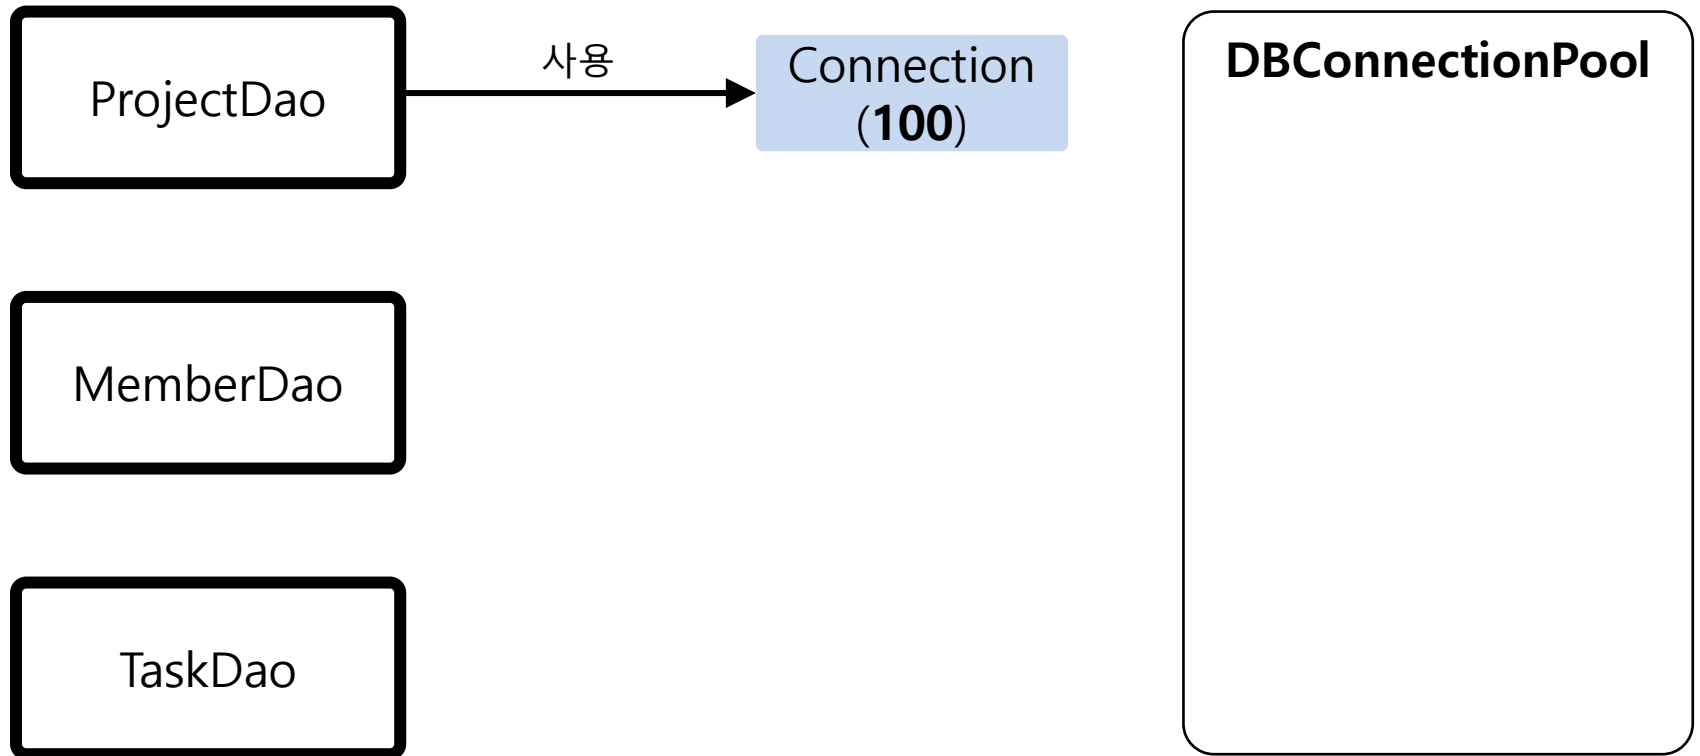 ProjectDao
사용
Connection
(100)
DBConnectionPool
MemberDao
TaskDao